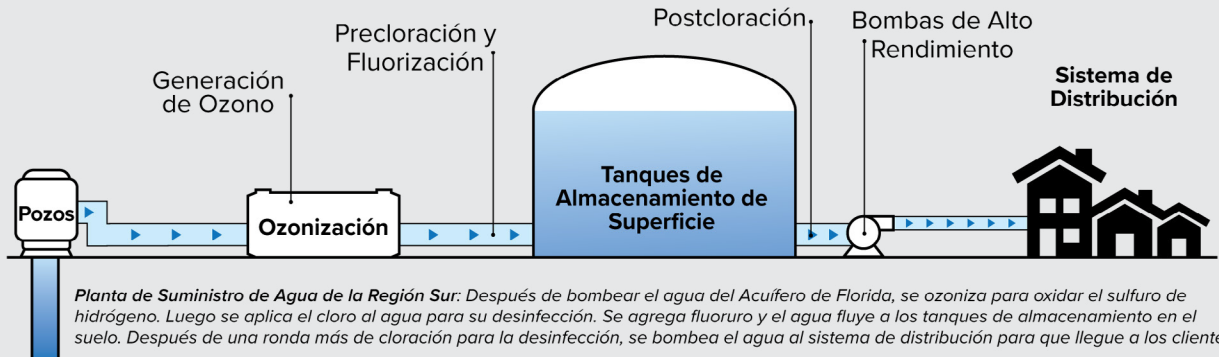 Generación
de Ozono
Precloración y
Fluorización
Postcloración
Bombas de Alto
Rendimiento
Sistema de
Distribución
Pozos
Ozonización
Tanques de
Almacenamiento de
Superficie
Planta de Suministro de Agua de la Región Sur: Después de bombear el agua del Acuífero de Florida, se ozoniza para oxidar el sulfuro de
hidrógeno. Luego se aplica el cloro al agua para su desinfección. Se agrega fluoruro y el agua fluye a los tanques de almacenamiento en el
suelo. Después de una ronda más de cloración para la desinfección, se bombea el agua al sistema de distribución para que llegue a los cliente